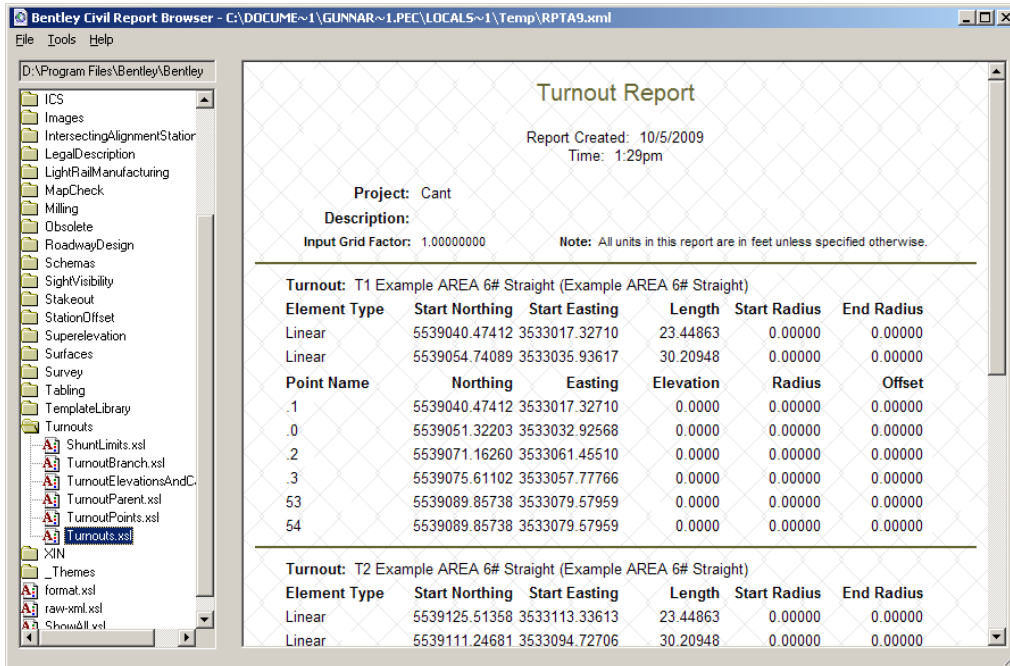 Bentley Civil Report Browser - C:\DOCUME~1\GUNNAR~1.PEC\LOCALS~1\Temp\RPTA9.xml
File Tools Help
D:\Program Files\Bentley\Bentley
ICS
Images
IntersectingAlignmentStation
LegalDescription
LightRailManufacturing
MapCheck
Milling
Obsolete
RoadwayDesign
Schemas
SightVisibility
Stakeout
StationOffset
Superelevation
Surfaces
Survey
Tabling
TemplateLibrary
Turnouts
ShuntLimits.xsl
TurnoutBranch.xsl
TurnoutElevationsAndC
TurnoutParent.xsl
TurnoutPoints.xsl
Turnouts.xsl
XIN
_Themes
format.xsl
raw-xml.xsl
ShowAll.xsl
Turnout Report
Report Created: 10/5/2009
Time: 1:29pm
Project: Cant
Description:
Input Grid Factor: 1.00000000 Note: All units in this report are in feet unless specified otherwise.
Turnout: T1 Example AREA 6# Straight (Example AREA 6# Straight)
Element Type Start Northing Start Easting Length Start Radius End Radius
Linear 5539040.47412 3533017.32710 23.44863 0.00000 0.00000
Linear 5539054.74089 3533035.93617 30.20948 0.00000 0.00000
Point Name Northing Easting Elevation Radius Offset
.1 5539040.47412 3533017.32710 0.0000 0.00000 0.00000
.0 5539051.32203 3533032.92568 0.0000 0.00000 0.00000
.2 5539071.16260 3533061.45510 0.0000 0.00000 0.00000
.3 5539075.61102 3533057.77766 0.0000 0.00000 0.00000
53 5539089.85738 3533079.57959 0.0000 0.00000 0.00000
54 5539089.85738 3533079.57959 0.0000 0.00000 0.00000
Turnout: T2 Example AREA 6# Straight (Example AREA 6# Straight)
Element Type Start Northing Start Easting Length Start Radius End Radius
Linear 5539125.51358 3533113.33613 23.44863 0.00000 0.00000
Linear 5539111.24681 3533094.72706 30.20948 0.00000 0.00000